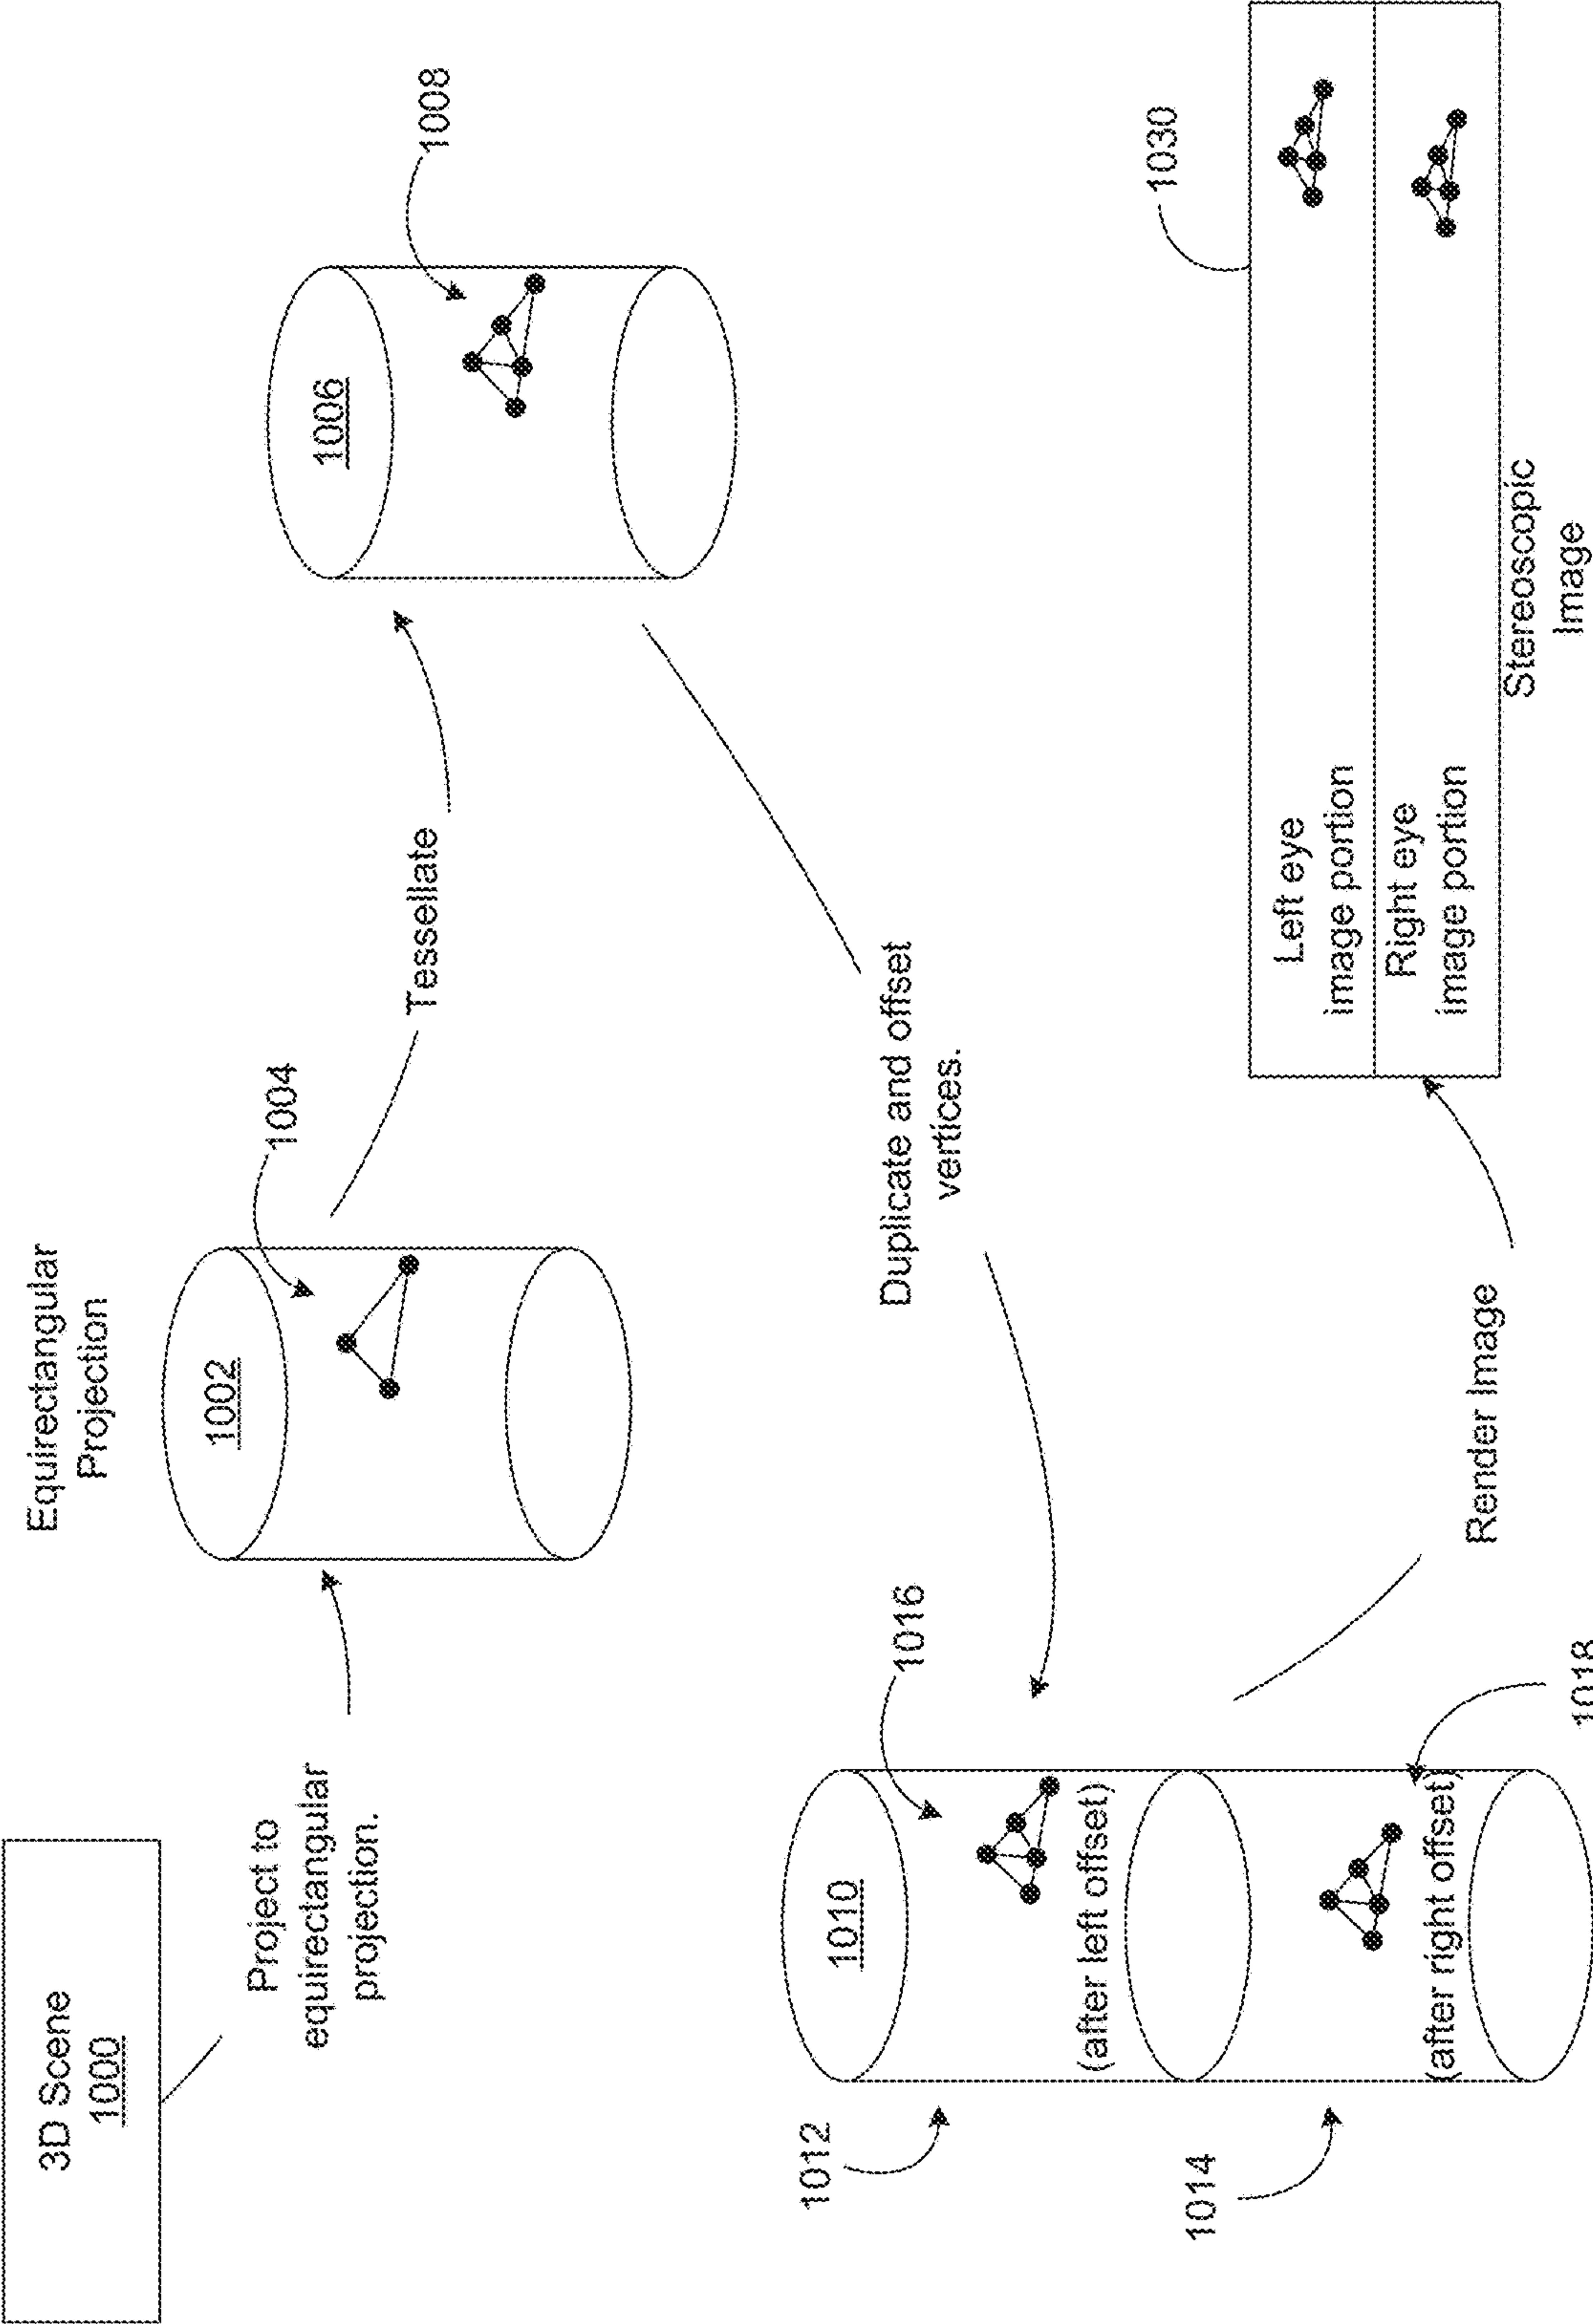 3D Scene
1000
Project to
equirectangular
projection.
Equirectangular
Projection
1002
1004
Tessellate
1006
1008
Duplicate and offset
vertices.
1010
1012
1016
(after left offset)
1014
1018
(after right offset)
Render Image
1030
Left eye
image portion
Right eye
image portion
Stereoscopic
Image